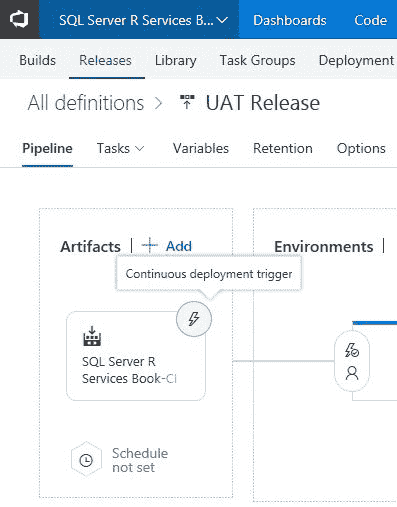 SQL Server R Services B... Dashboards Code
Builds Releases Library Task Groups Deployment
All definitions > UAT Release
Pipeline Tasks Variables Retention Options
Artifacts | + Add
Environments |
Continuous deployment trigger
SQL Server R
Services Book-CI
Schedule
not set